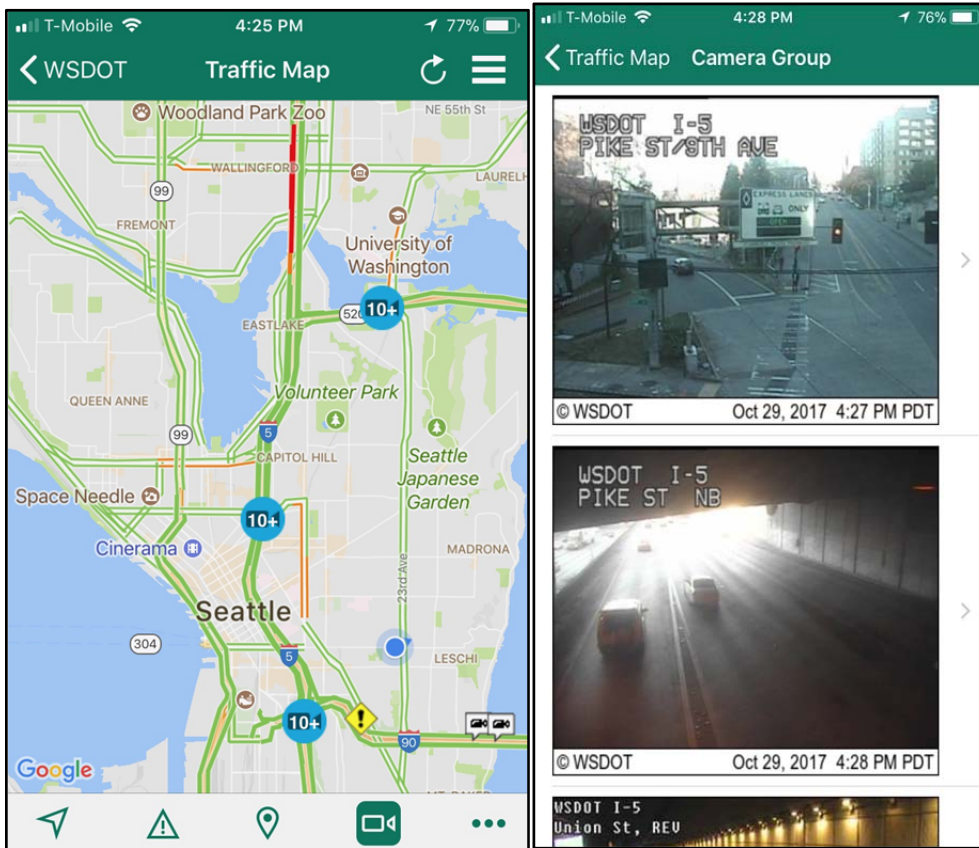 T-Mobile 4:25 PM 77%
WSDOT Traffic Map
Woodland Park Zoo
NE 55th St
WALLINGFORD
LAURELH
99
FREMONT
University of
Washington
520
10+
EASTLAKE
Volunteer Park
QUEEN ANNE
99
5
CAPITOL HILL
Seattle
Japanese
Garden
Space Needle
10+
Cinerama
MADRONA
23rd Ave
Seattle
304
5
LESCHI
10+
90
Google
MT. BAKER
T-Mobile 4:28 PM 76%
Traffic Map Camera Group
WSDOT I-5
PIKE ST/9TH AVE
EXPRESS LANES
ONLY
© WSDOT Oct 29, 2017 4:27 PM PDT
WSDOT I-5
PIKE ST NB
© WSDOT Oct 29, 2017 4:28 PM PDT
WSDOT I-5
Union St, REV